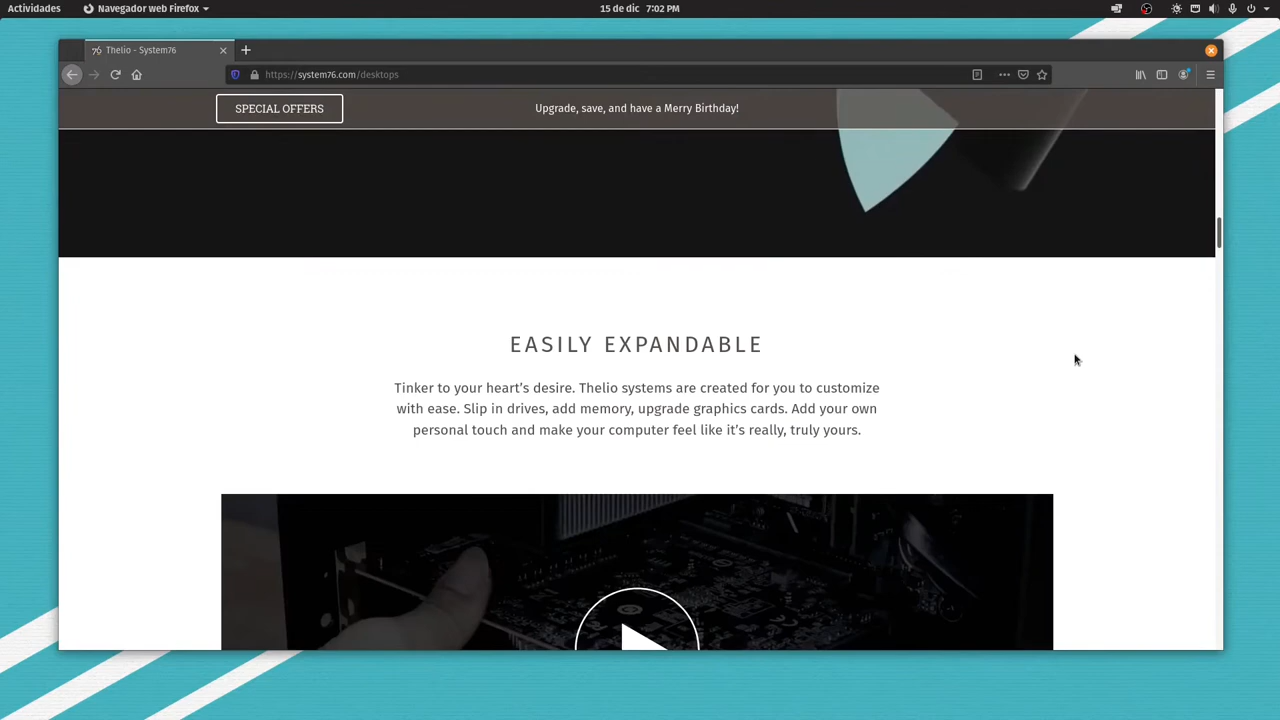 Actividades
Navegador web Firefox
15 de dic 7:02 PM
Thelio - System76
https://system76.com/desktops
SPECIAL OFFERS
Upgrade, save, and have a Merry Birthday!
EASILY EXPANDABLE
Tinker to your heart’s desire. Thelio systems are created for you to customize
with ease. Slip in drives, add memory, upgrade graphics cards. Add your own
personal touch and make your computer feel like it’s really, truly yours.